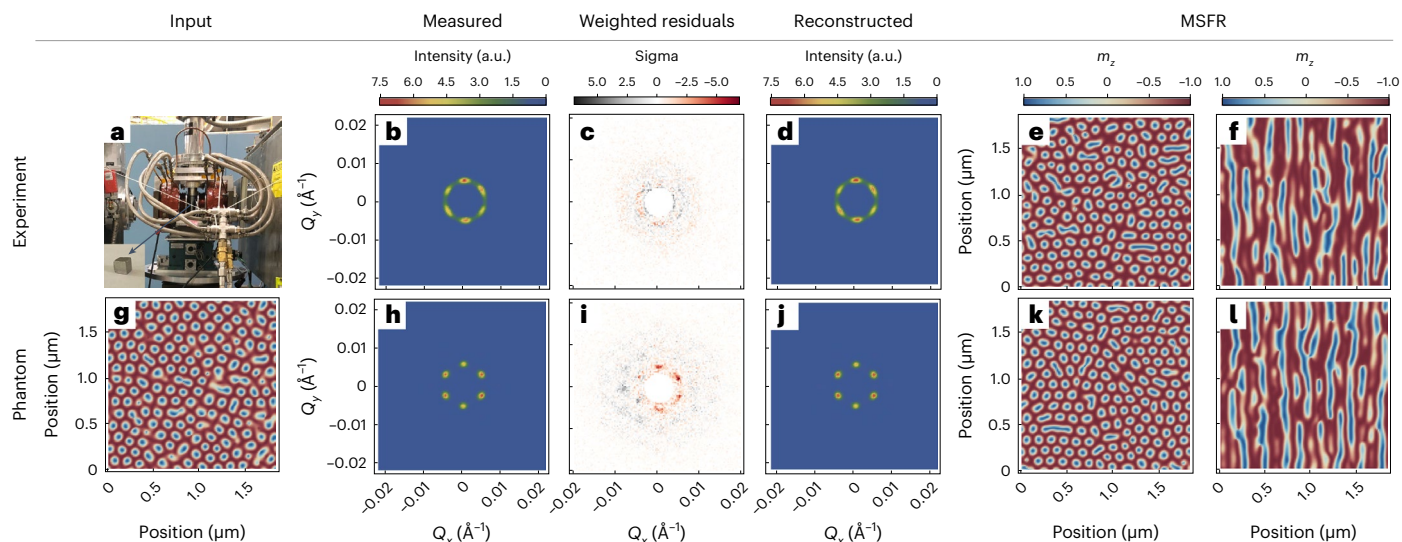 Input Measured Weighted residuals Reconstructed MSFR
Intensity (a.u.) Sigma Intensity (a.u.) m_z m_z
7.5 6.0 4.5 3.0 1.5 0 5.0 2.5 0 −2.5 −5.0 7.5 6.0 4.5 3.0 1.5 0 1.0 0.5 0 −0.5 −1.0 1.0 0.5 0 −0.5 −1.0
Experiment
a b c d e f
0.02 0.01 0 −0.01 −0.02
Q_y (Å⁻¹)
1.5 1.0 0.5 0
Position (μm)
Phantom
g h i j k l
Position (μm)
1.5 1.0 0.5 0
Q_y (Å⁻¹)
0.02 0.01 0 −0.01 −0.02
Position (μm)
1.5 1.0 0.5 0
0 0.5 1.0 1.5 −0.02 −0.01 0 0.01 0.02 −0.02 −0.01 0 0.01 0.02 −0.02 −0.01 0 0.01 0.02 0 0.5 1.0 1.5 0 0.5 1.0 1.5
Position (μm) Q_x (Å⁻¹) Q_x (Å⁻¹) Q_x (Å⁻¹) Position (μm) Position (μm)